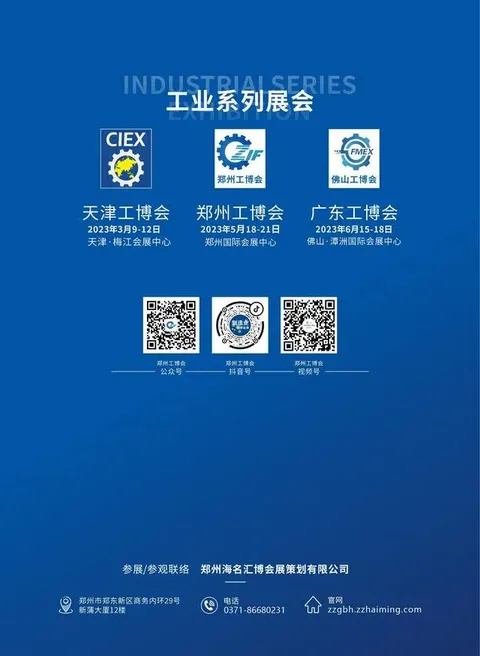 INDUSTRIAL SERIES
EXHIBITION
工业系列展会
CIEX
ZIF
郑州工博会
FMEX
佛山工博会
天津工博会
2023年3月9-12日
天津·梅江会展中心
郑州工博会
2023年5月18-21日
郑州国际会展中心
广东工博会
2023年6月15-18日
佛山·潭洲国际会展中心
郑州工博会
公众号
郑州工博会
抖音号
郑州工博会
视频号
参展/参观联络 郑州海名汇博会展策划有限公司
郑州市郑东新区商务内环29号
新蒲大厦12楼
电话
0371-86680231
官网
zzgbh.zzhaiming.com